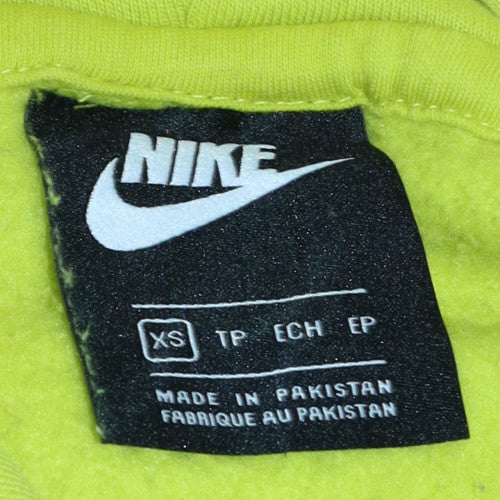 NIKE
XS TP ECH EP
MADE IN PAKISTAN
FABRIQUE AU PAKISTAN